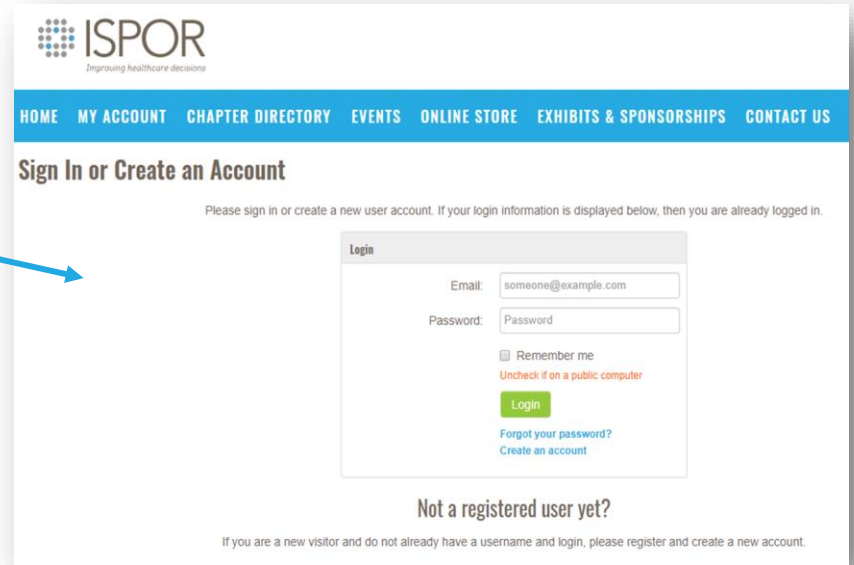 ISPOR
Improving healthcare decisions
HOME MY ACCOUNT CHAPTER DIRECTORY EVENTS ONLINE STORE EXHIBITS & SPONSORSHIPS CONTACT US
Sign In or Create an Account
Please sign in or create a new user account. If your login information is displayed below, then you are already logged in.
Login
Email: someone@example.com
Password: Password
Remember me
Uncheck if on a public computer
Login
Forgot your password?
Create an account
Not a registered user yet?
If you are a new visitor and do not already have a username and login, please register and create a new account.